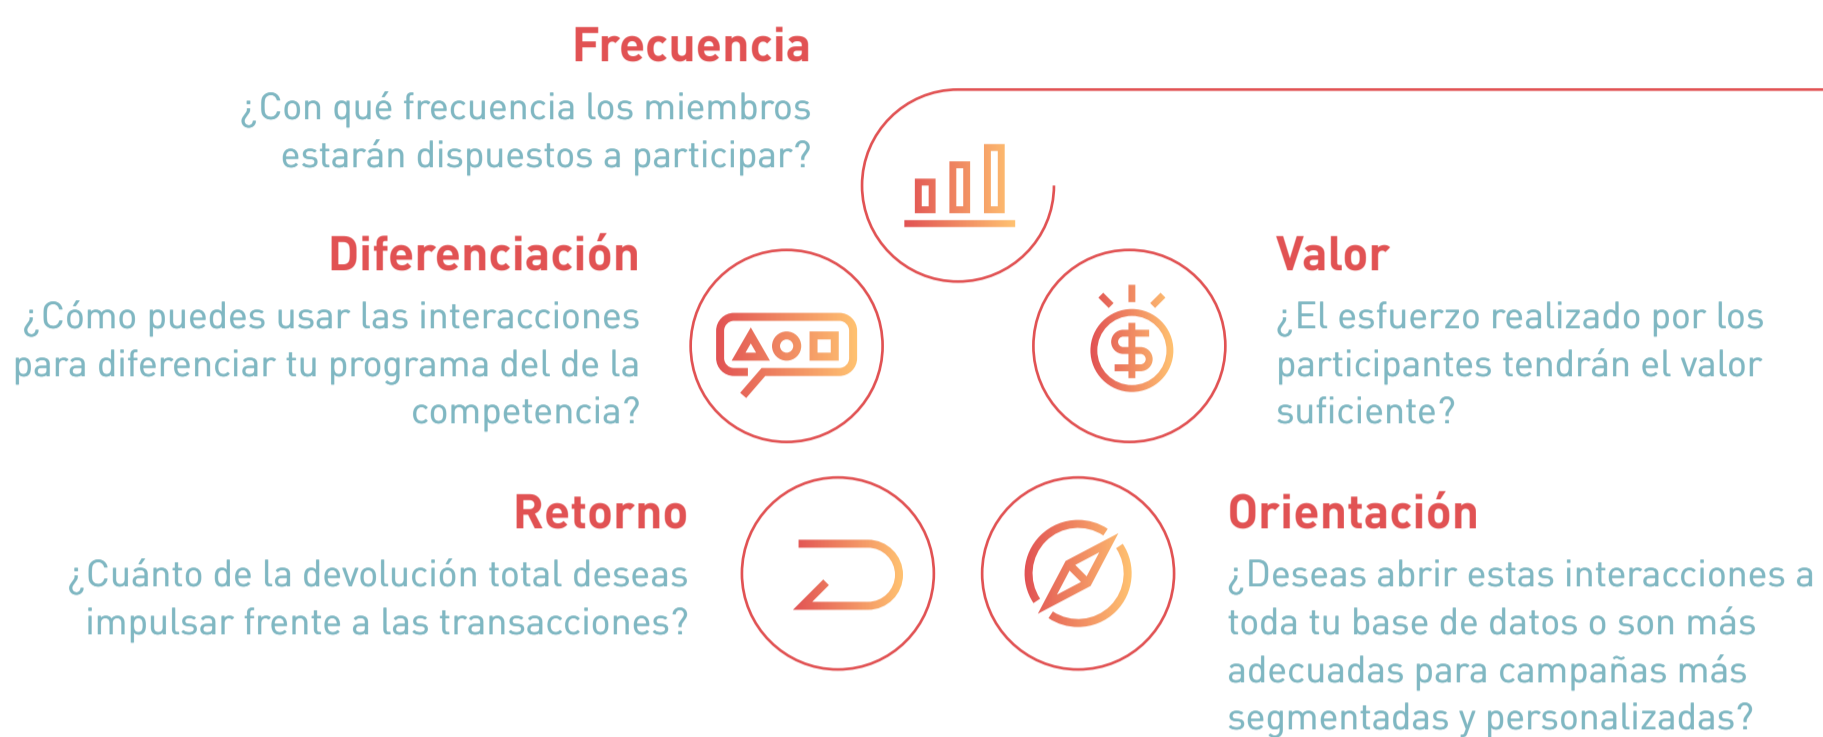 Frecuencia
¿Con qué frecuencia los miembros
estarán dispuestos a participar?
Diferenciación
¿Cómo puedes usar las interacciones
para diferenciar tu programa del de la
competencia?
Valor
¿El esfuerzo realizado por los
participantes tendrán el valor
suficiente?
Retorno
¿Cuánto de la devolución total deseas
impulsar frente a las transacciones?
Orientación
¿Deseas abrir estas interacciones a
toda tu base de datos o son más
adecuadas para campañas más
segmentadas y personalizadas?